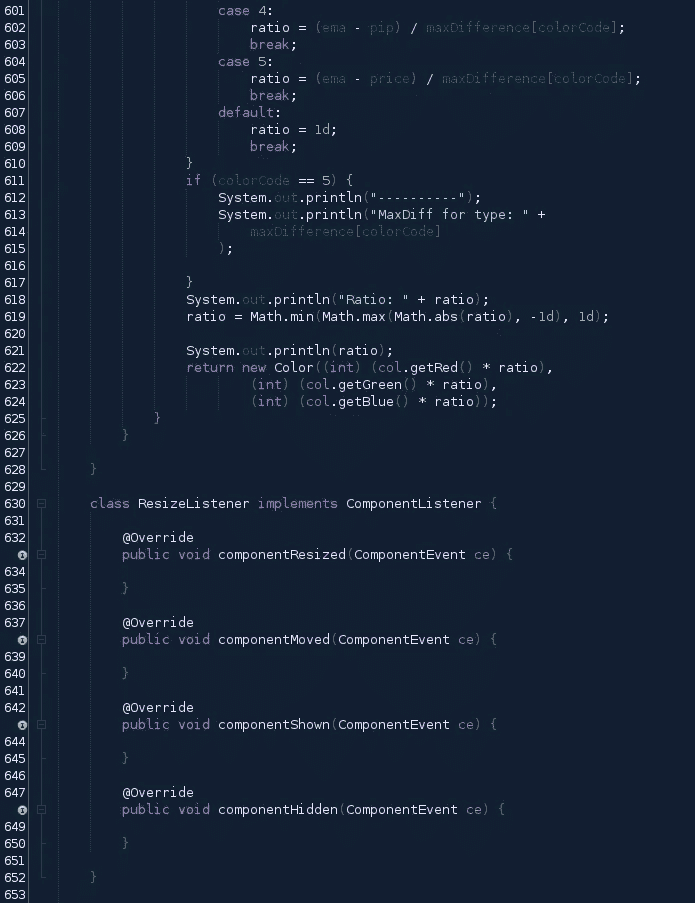 601 case 4:
602 ratio = (ema - pip) / maxDifference[colorCode];
603 break;
604 case 5:
605 ratio = (ema - price) / maxDifference[colorCode];
606 break;
607 default:
608 ratio = 1d;
609 break;
610 }
611 if (colorCode == 5) {
612 System.out.println("----------");
613 System.out.println("MaxDiff for type: " +
614 maxDifference[colorCode]
615 );
616
617 }
618 System.out.println("Ratio: " + ratio);
619 ratio = Math.min(Math.max(Math.abs(ratio), -1d), 1d);
620
621 System.out.println(ratio);
622 return new Color((int) (col.getRed() * ratio),
623 (int) (col.getGreen() * ratio),
624 (int) (col.getBlue() * ratio));
625 }
626 }
627
628 }
629
630 class ResizeListener implements ComponentListener {
631
632 @Override
public void componentResized(ComponentEvent ce) {
634
635 }
636
637 @Override
public void componentMoved(ComponentEvent ce) {
639
640 }
641
642 @Override
public void componentShown(ComponentEvent ce) {
644
645 }
646
647 @Override
public void componentHidden(ComponentEvent ce) {
649
650 }
651
652 }
653